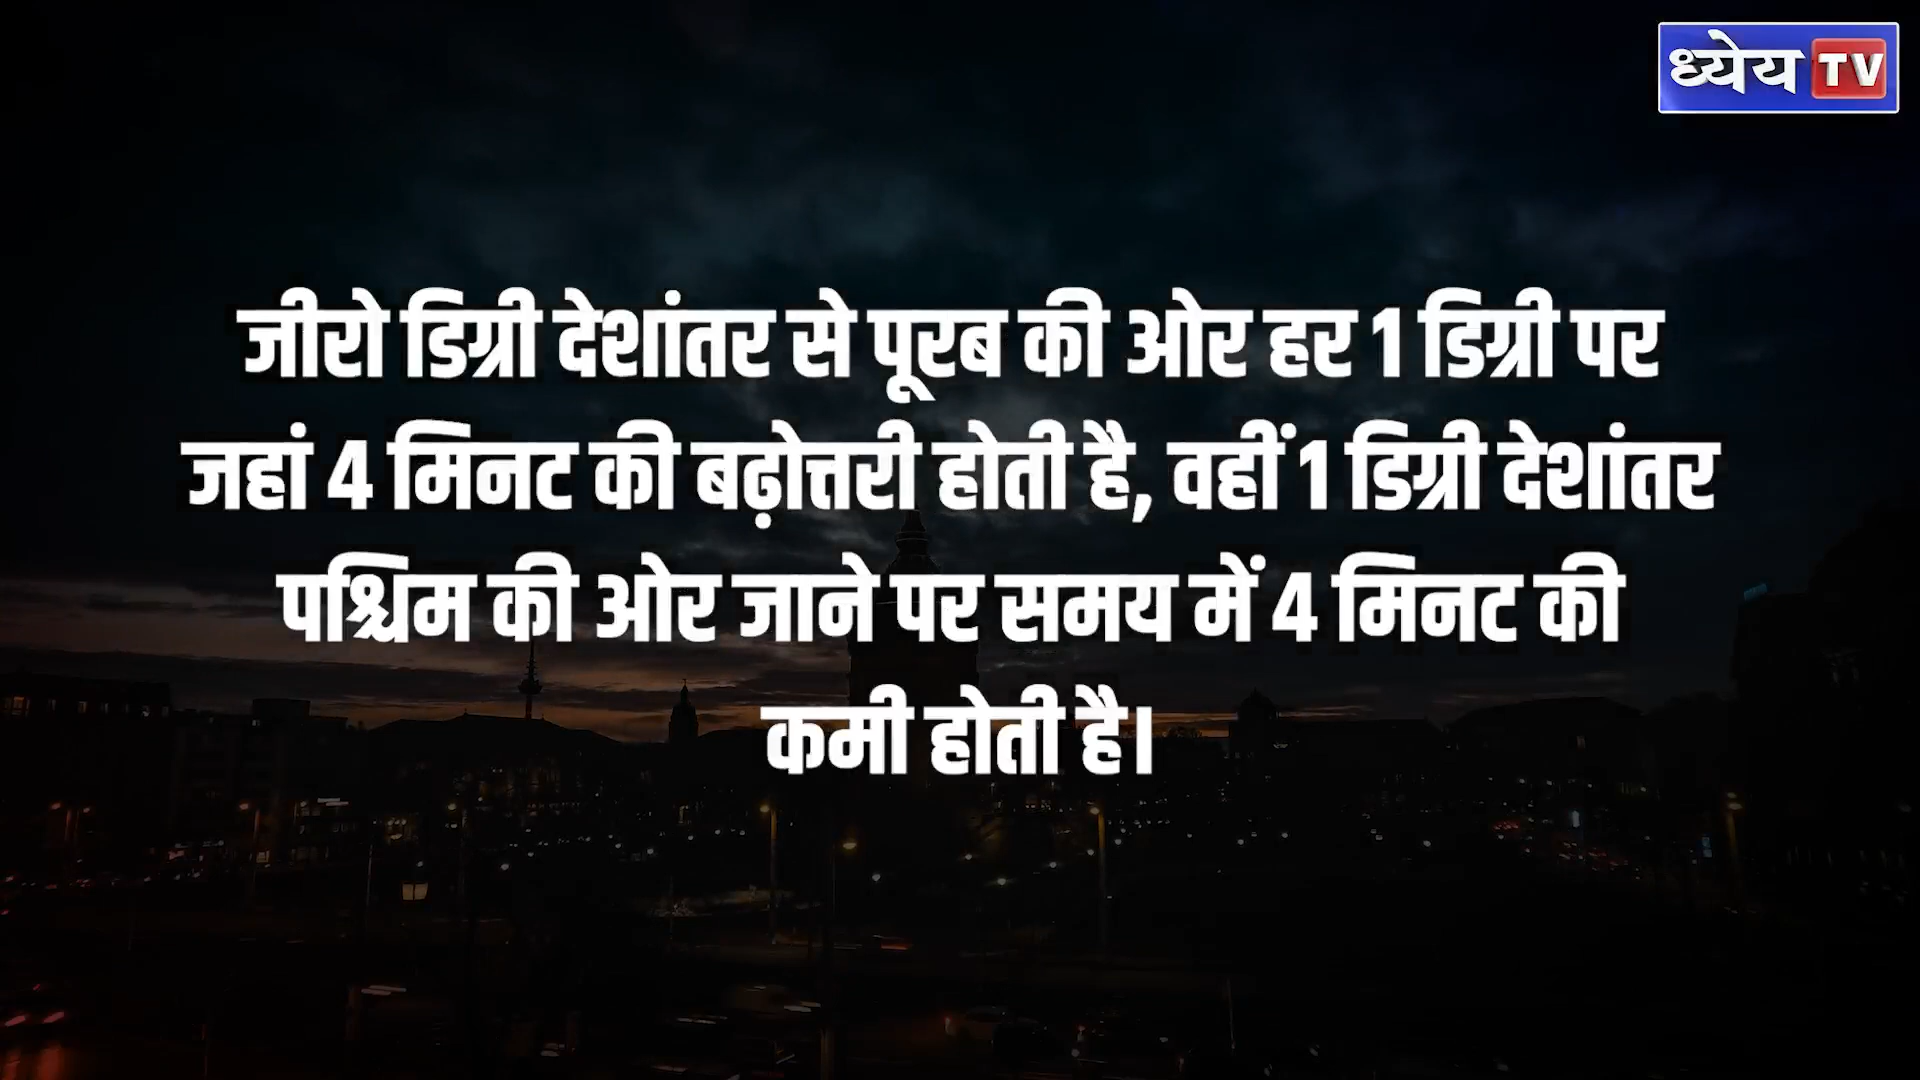 ध्येय TV
जीरो डिग्री देशांतर से पूरब की ओर हर 1 डिग्री पर
जहां 4 मिनट की बढ़ोत्तरी होती है, वहीं 1 डिग्री देशांतर
पश्चिम की ओर जाने पर समय में 4 मिनट की
कमी होती है।